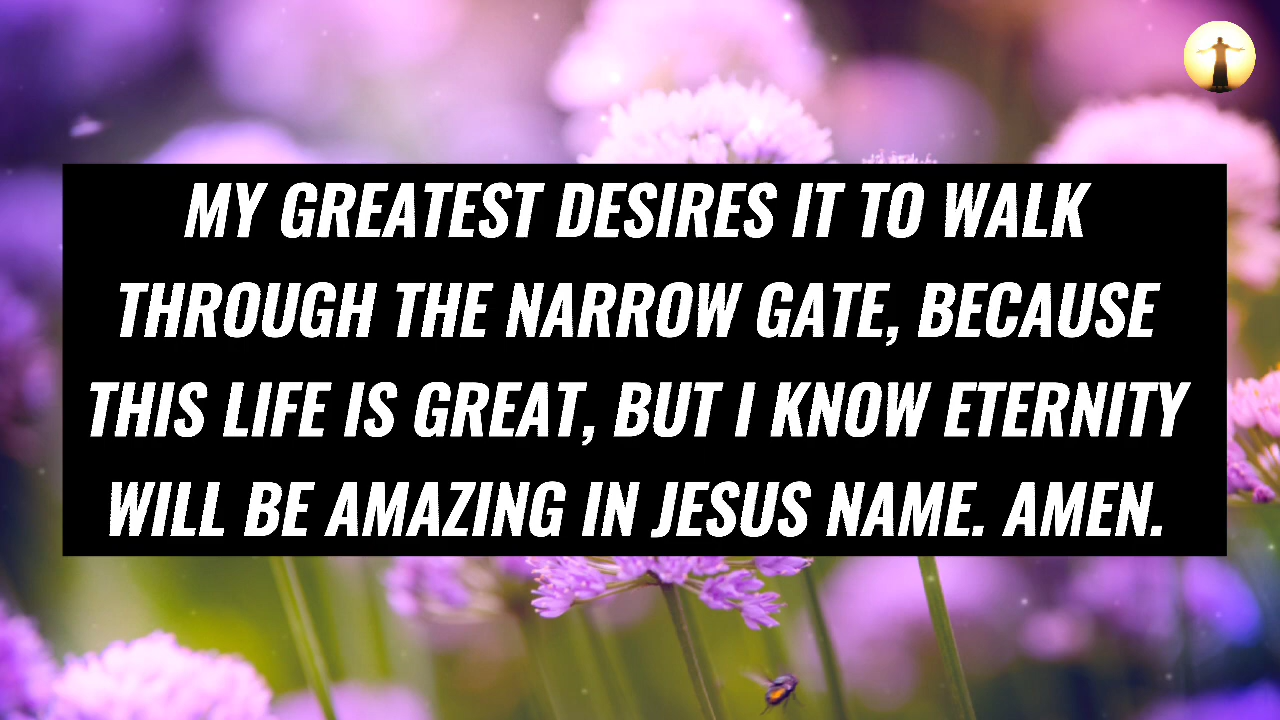 MY GREATEST DESIRES IT TO WALK
THROUGH THE NARROW GATE, BECAUSE
THIS LIFE IS GREAT, BUT I KNOW ETERNITY
WILL BE AMAZING IN JESUS NAME. AMEN.